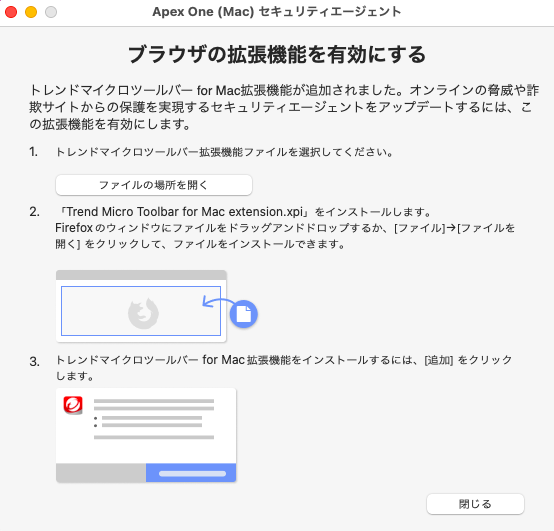 Apex One (Mac) セキュリティエージェント
ブラウザの拡張機能を有効にする
トレンドマイクロツールバー for Mac拡張機能が追加されました。オンラインの脅威や詐
欺サイトからの保護を実現するセキュリティエージェントをアップデートするには、こ
の拡張機能を有効にします。
1. トレンドマイクロツールバー拡張機能ファイルを選択してください。
ファイルの場所を開く
2. 「Trend Micro Toolbar for Mac extension.xpi」をインストールします。
Firefoxのウィンドウにファイルをドラッグアンドドロップするか、[ファイル]→[ファイルを
開く] をクリックして、ファイルをインストールできます。
3. トレンドマイクロツールバー for Mac拡張機能をインストールするには、[追加] をクリック
します。
閉じる